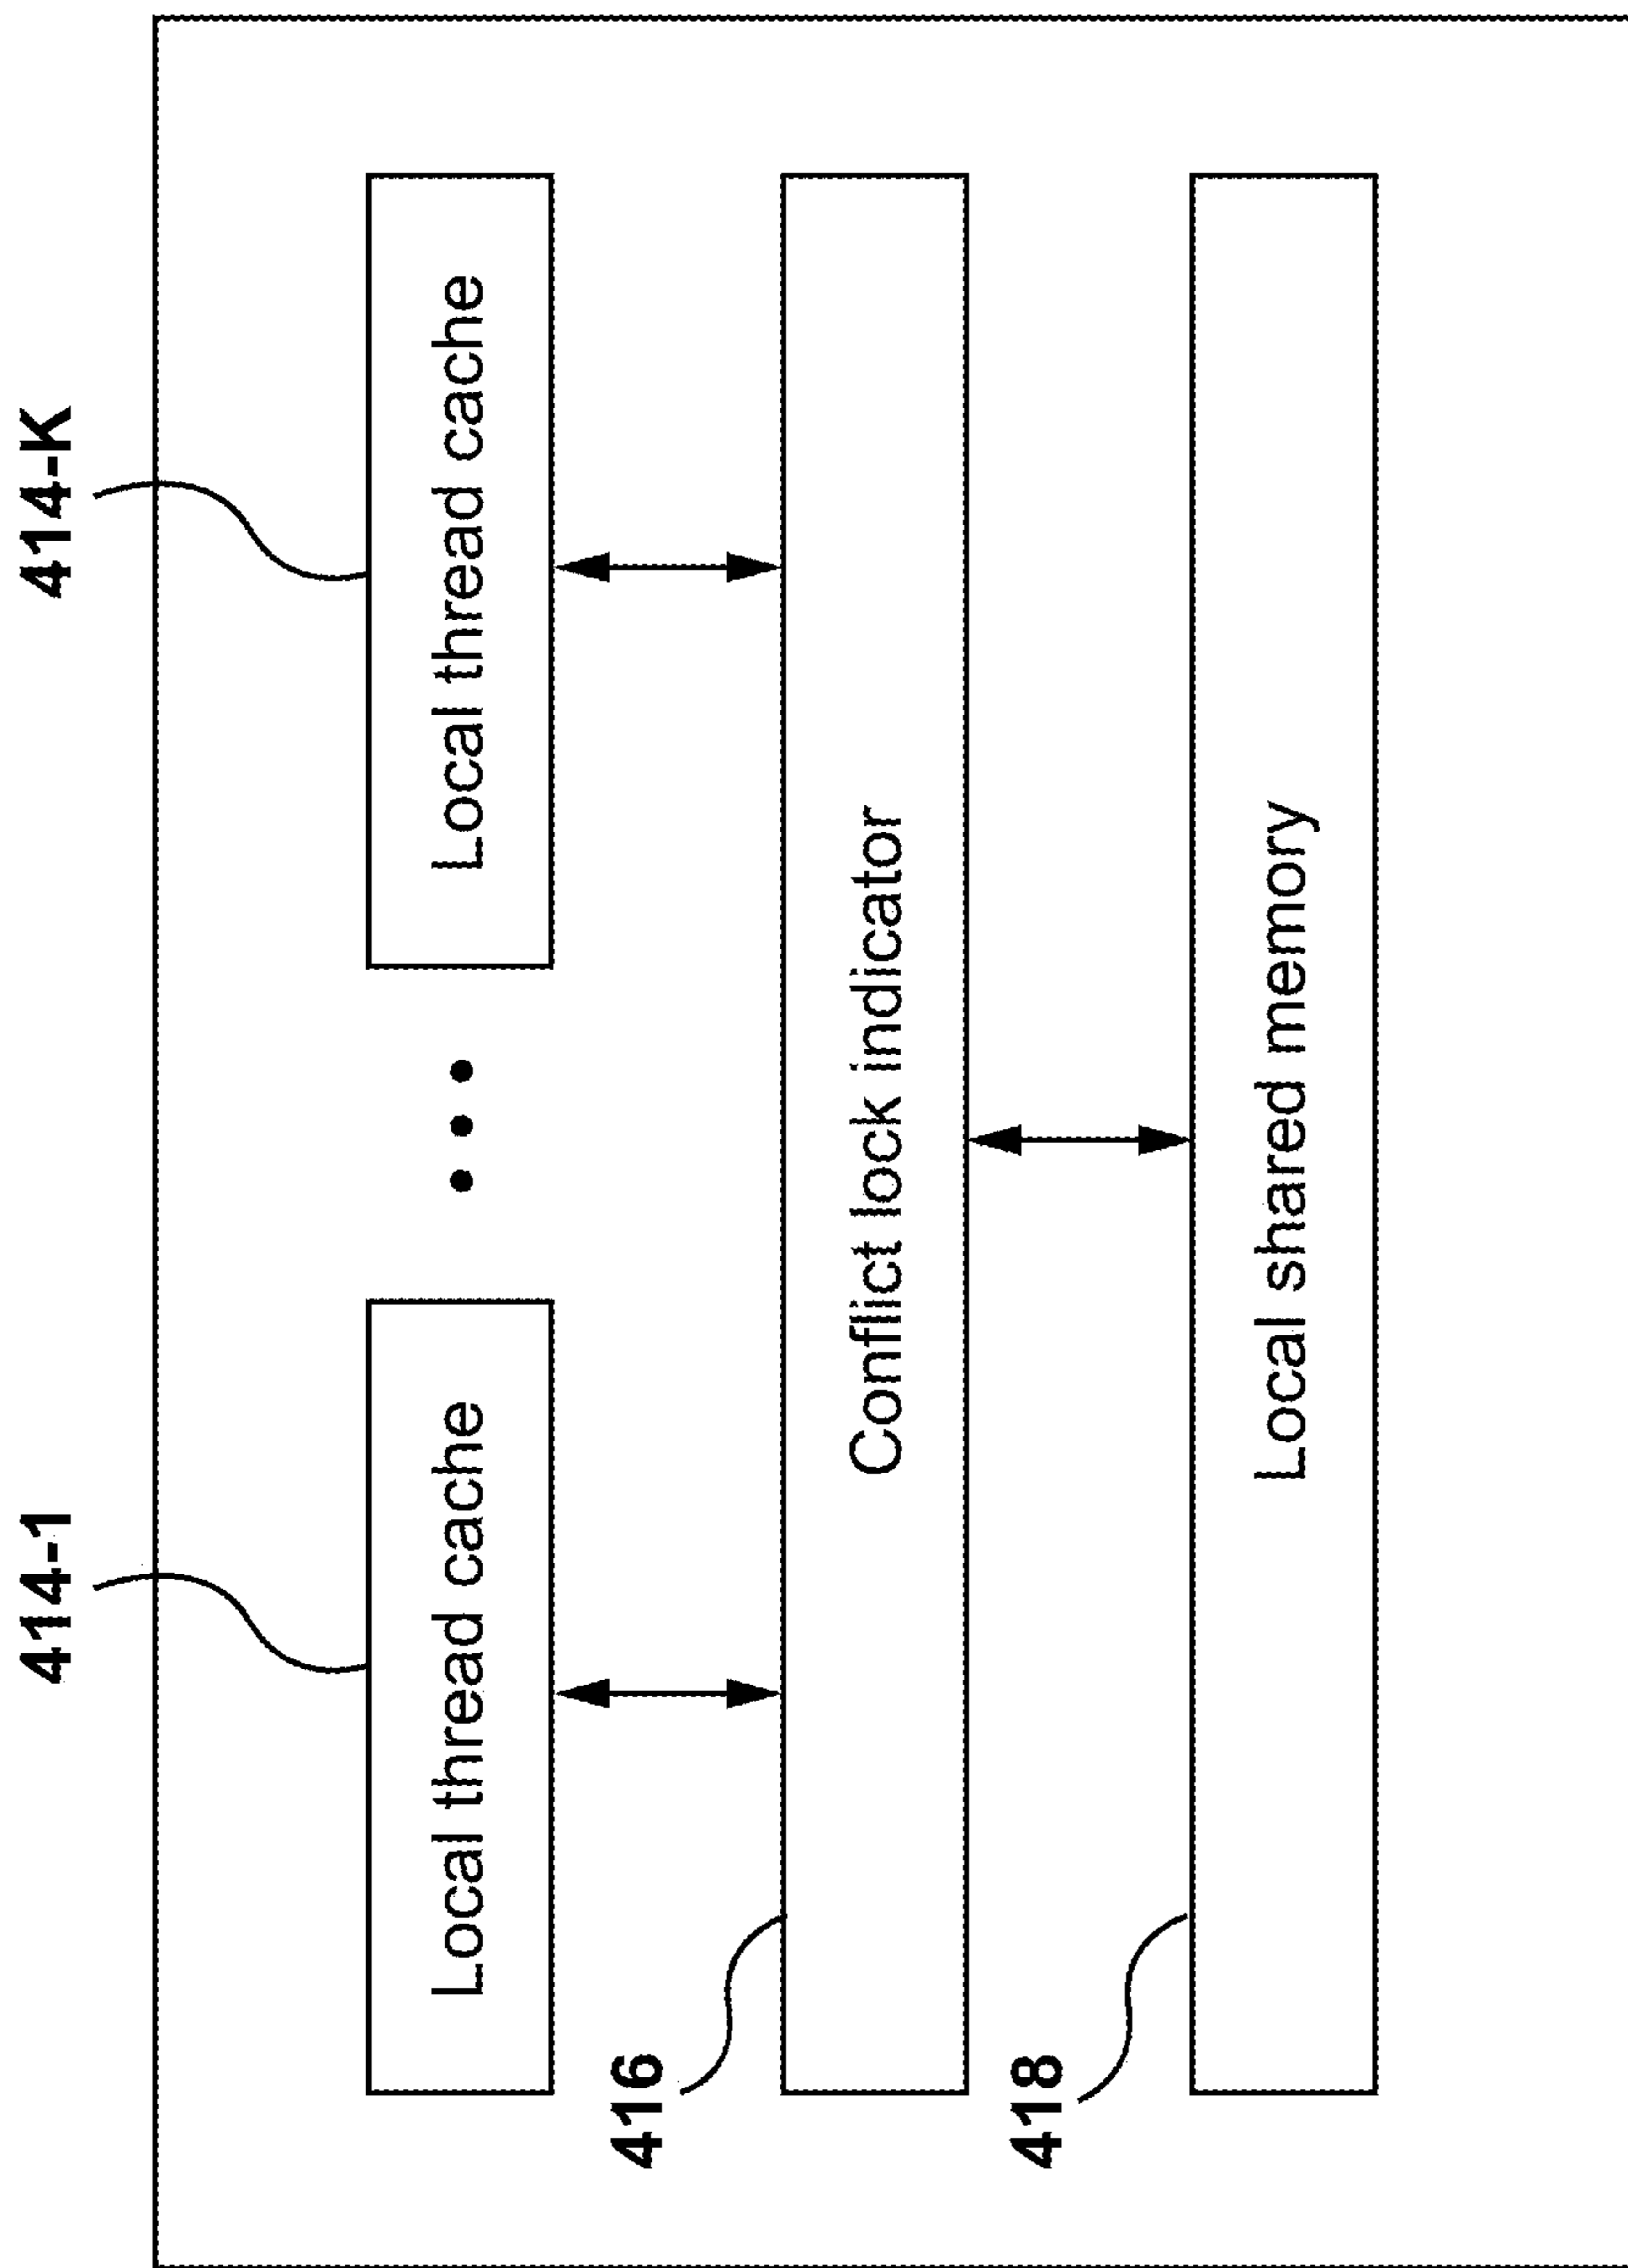 414-1
414-K
Local thread cache
Local thread cache
416
Conflict lock indicator
418
Local shared memory